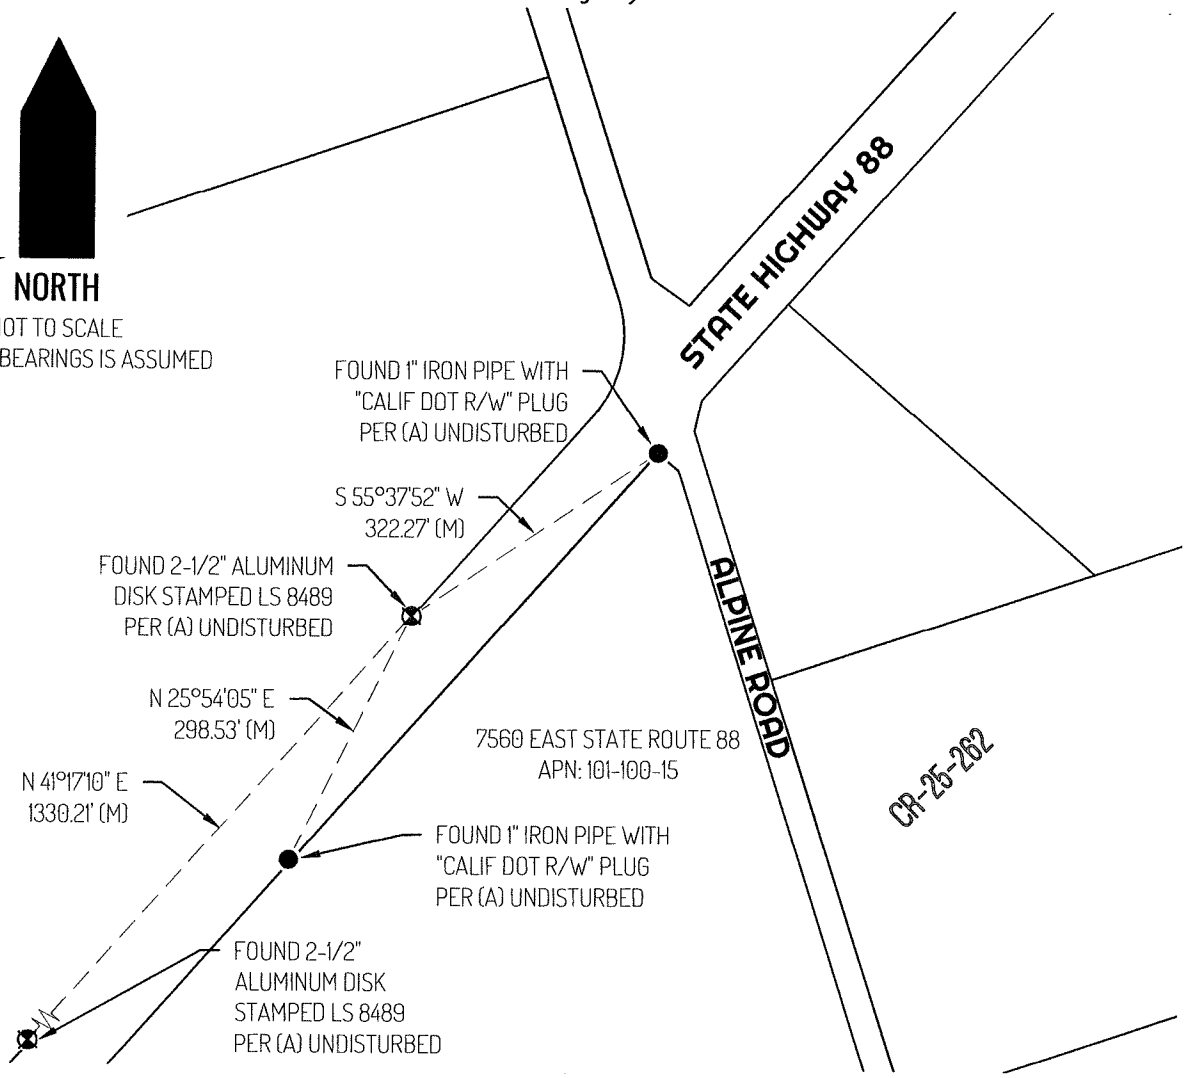 NORTH
NOT TO SCALE
BEARINGS IS ASSUMED
STATE HIGHWAY 88
FOUND 1" IRON PIPE WITH
"CALIF DOT R/W" PLUG
PER (A) UNDISTURBED
S 55°37'52" W
322.27' (M)
FOUND 2-1/2" ALUMINUM
DISK STAMPED LS 8489
PER (A) UNDISTURBED
ALPINE ROAD
N 25°54'05" E
298.53' (M)
7560 EAST STATE ROUTE 88
APN: 101-100-15
N 41°17'10" E
1330.21' (M)
CR-25-262
FOUND 1" IRON PIPE WITH
"CALIF DOT R/W" PLUG
PER (A) UNDISTURBED
FOUND 2-1/2"
ALUMINUM DISK
STAMPED LS 8489
PER (A) UNDISTURBED